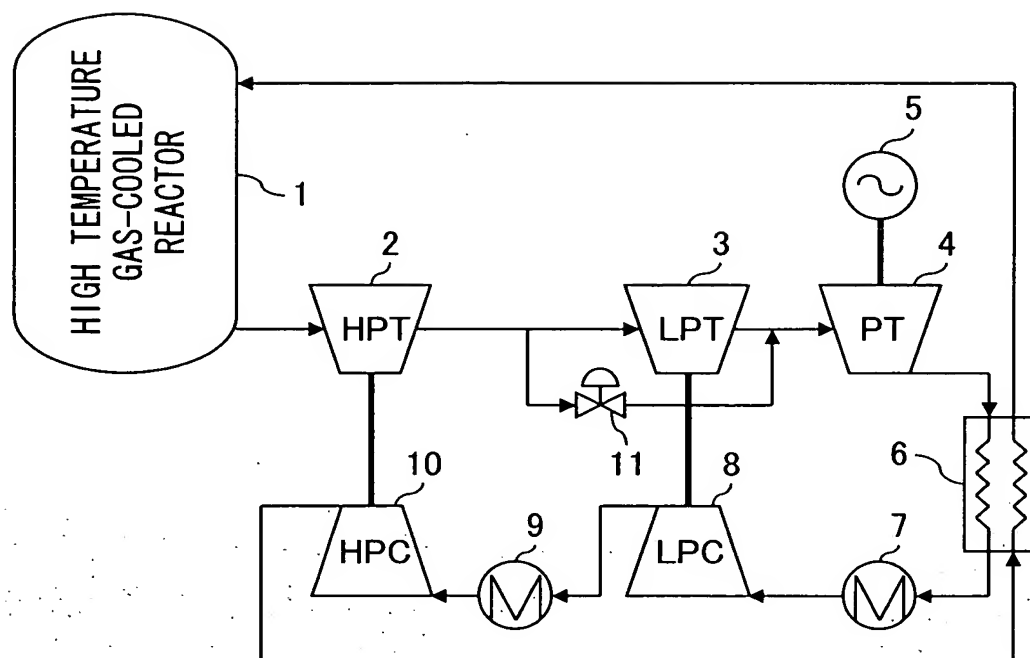 HIGH TEMPERATURE
GAS-COOLED
REACTOR
1
2
3
4
5
HPT
LPT
PT
11
6
10
8
9
7
HPC
LPC